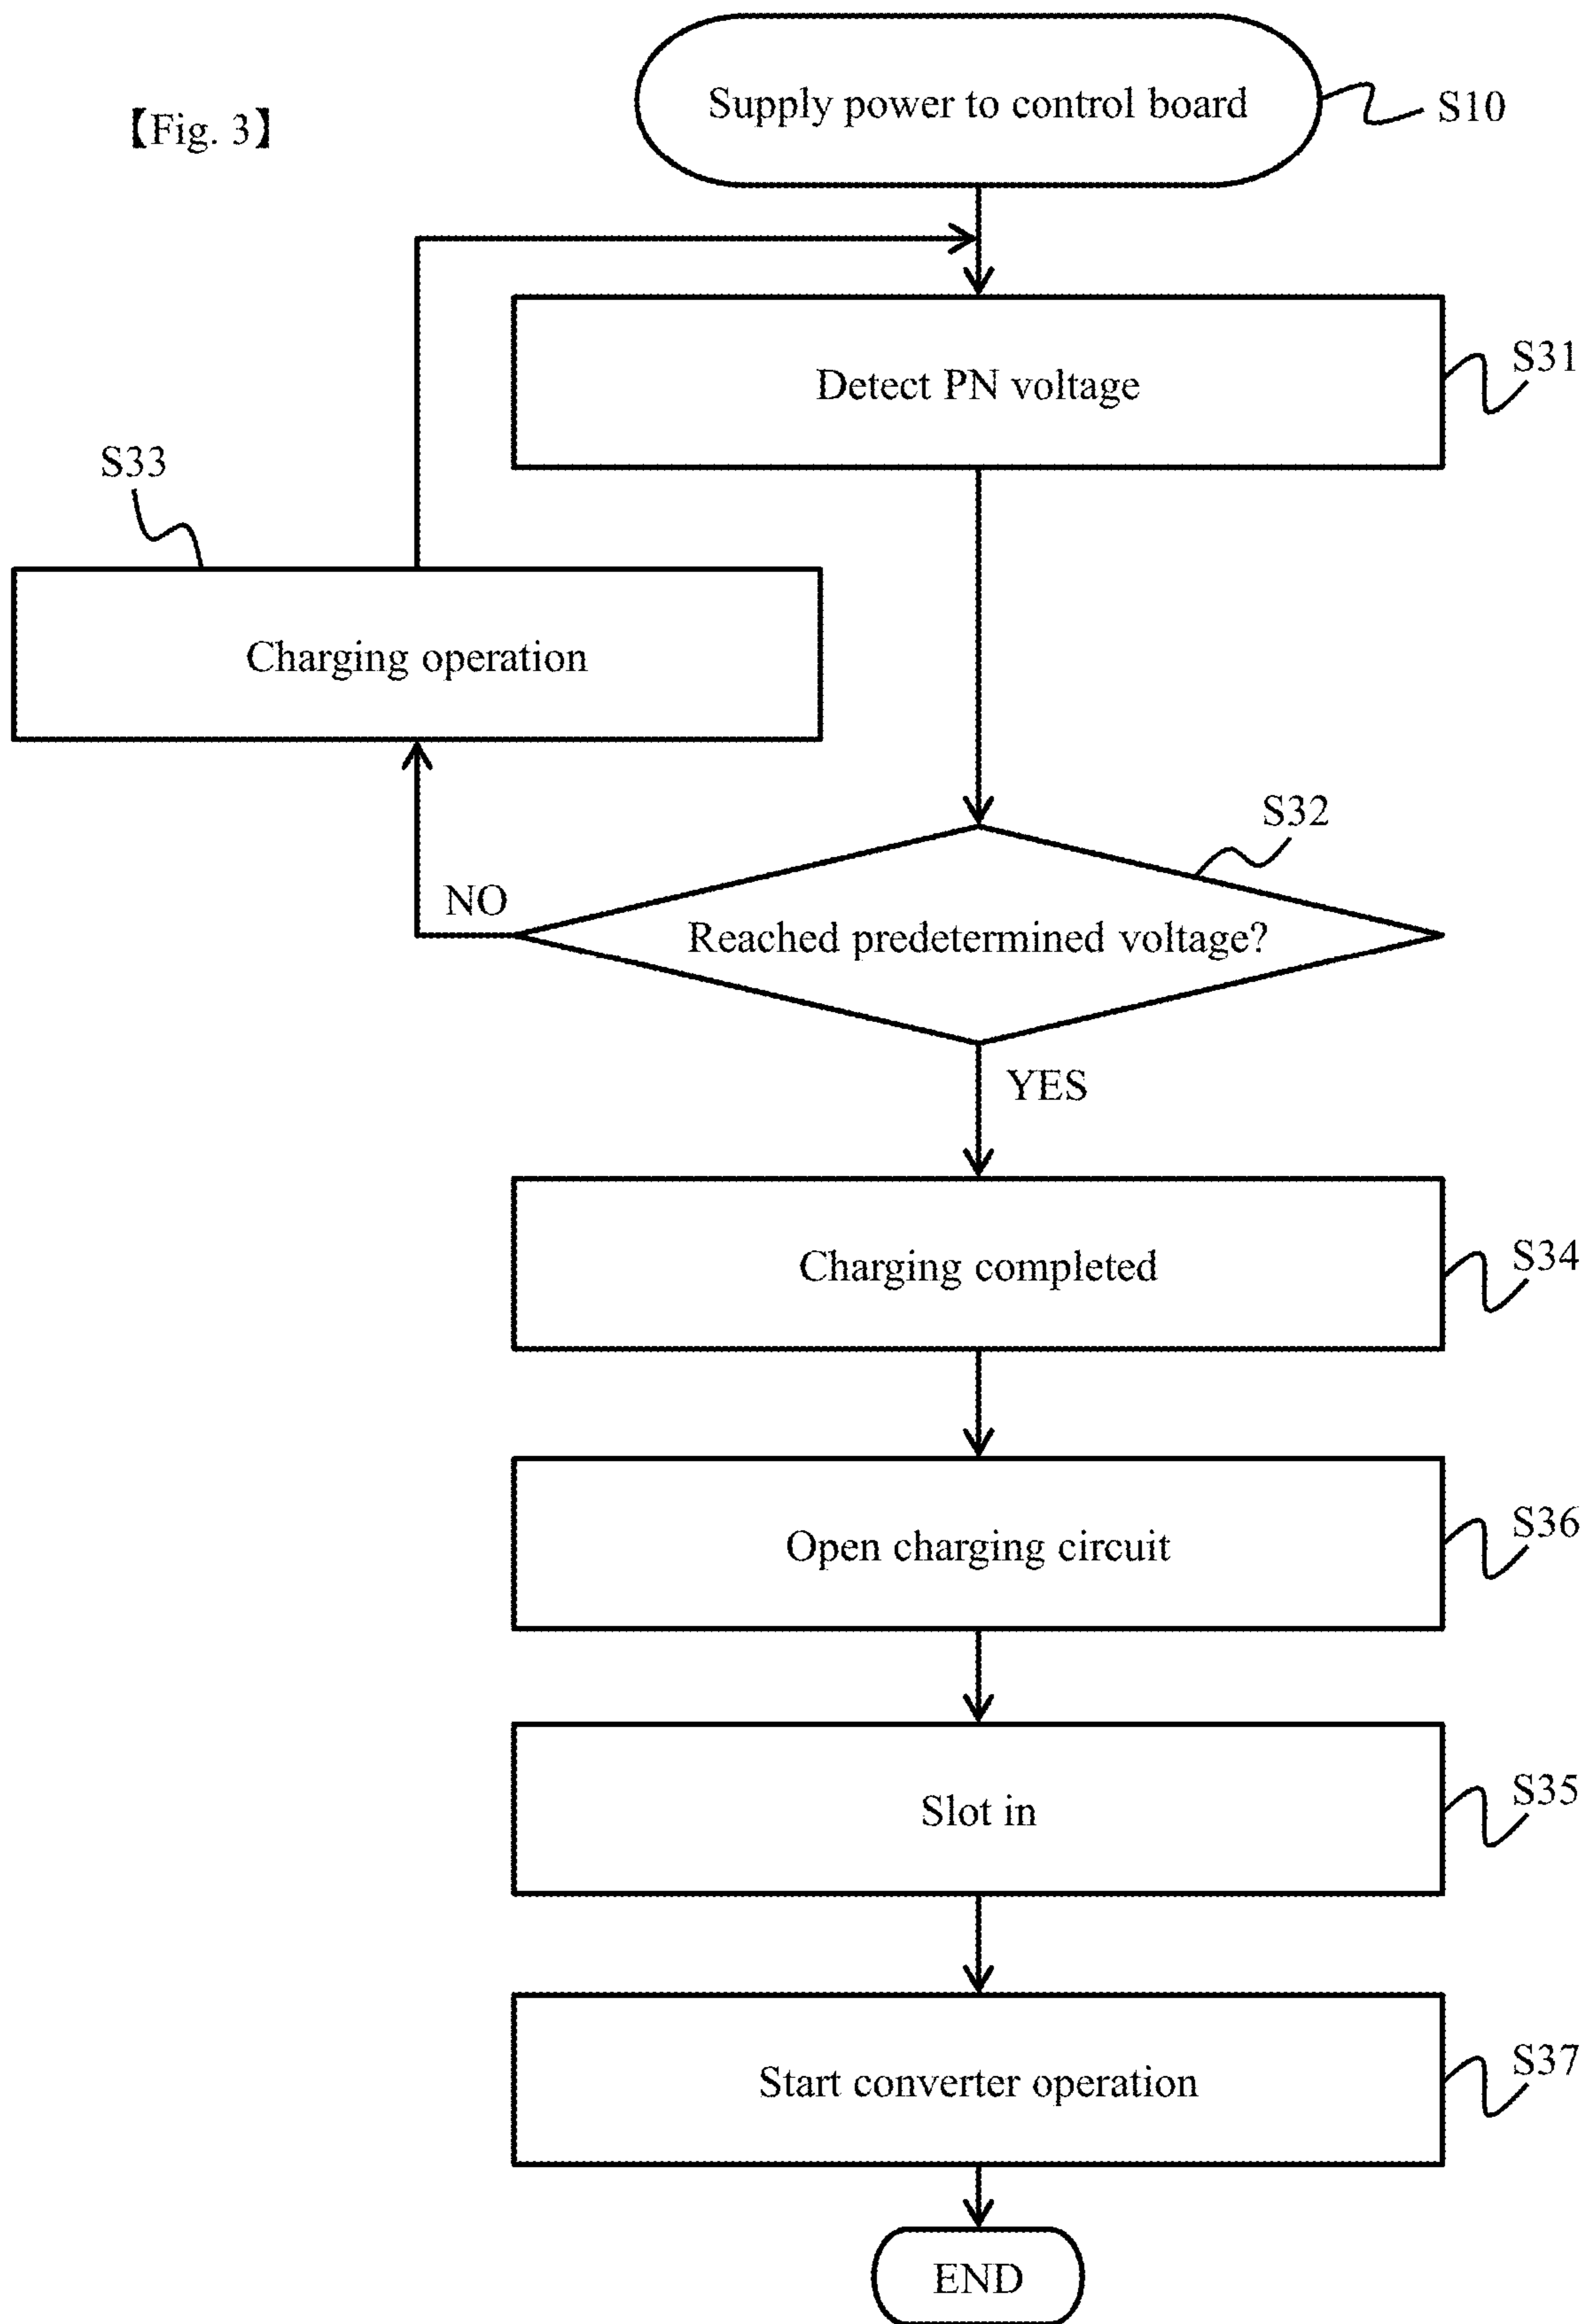 【Fig. 3】
Supply power to control board
S10
Detect PN voltage
S31
S33
Charging operation
S32
NO
Reached predetermined voltage?
YES
Charging completed
S34
Open charging circuit
S36
Slot in
S35
Start converter operation
S37
END